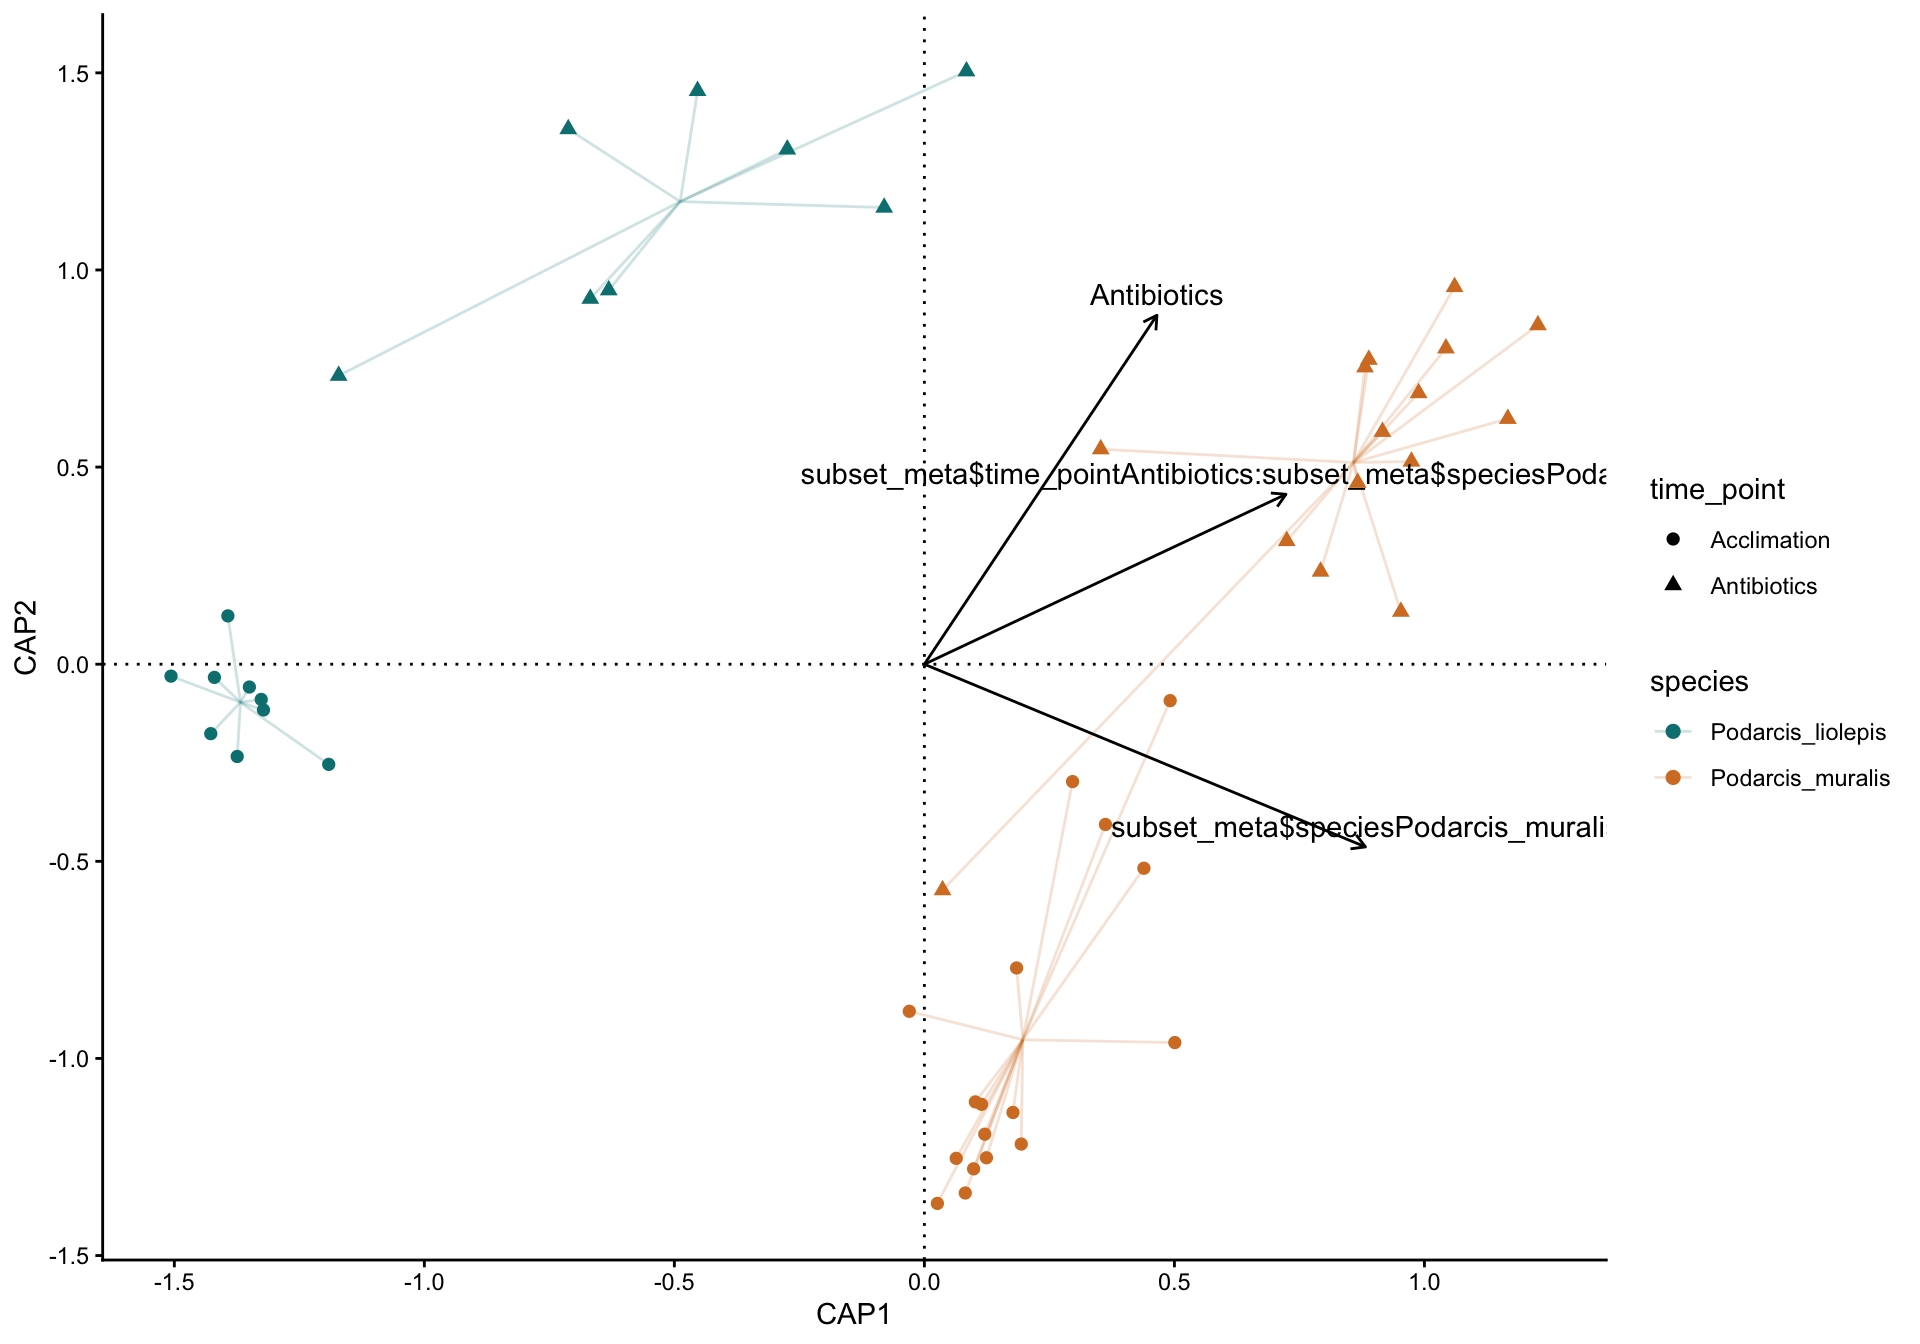 1.5
1.0
0.5
0.0
-0.5
-1.0
-1.5
CAP2
Antibiotics
subset_meta$time_pointAntibiotics:subset_meta$speciesPoda
subset_meta$speciesPodarcis_murali
-1.5
-1.0
-0.5
0.0
0.5
1.0
CAP1
time_point
Acclimation
Antibiotics
species
Podarcis_liolepis
Podarcis_muralis